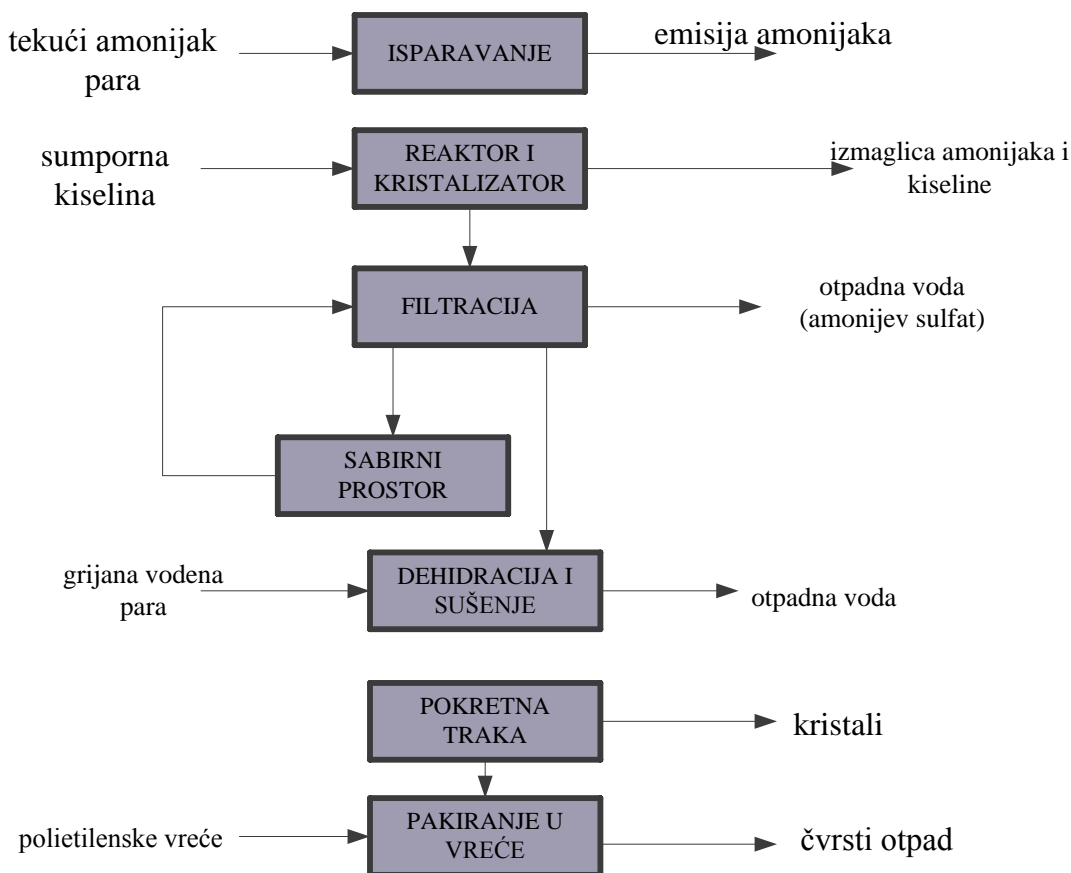 tekući amonijak
para
ISPARAVANJE
emisija amonijaka
sumporna
kiselina
REAKTOR I
KRISTALIZATOR
izmaglica amonijaka i
kiseline
FILTRACIJA
otpadna voda
(amonijev sulfat)
SABIRNI
PROSTOR
grijana vodena
para
DEHIDRACIJA I
SUŠENJE
otpadna voda
POKRETNA
TRAKA
kristali
polietilenske vreće
PAKIRANJE U
VREĆE
čvrsti otpad